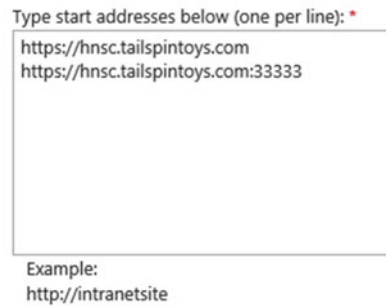 Type start addresses below (one per line): *
https://hnsc.tailspintoys.com
https://hnsc.tailspintoys.com:33333
Example:
http://intranetsite